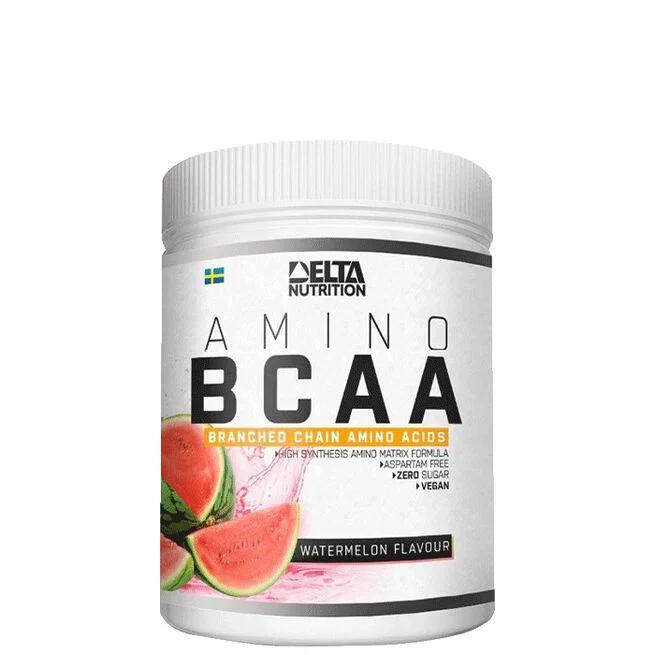 DELTA
NUTRITION
AMINO
BCAA
BRANCHED CHAIN AMINO ACIDS
HIGH SYNTHESIS AMINO MATRIX FORMULA
ASPARTAM FREE
ZERO SUGAR
VEGAN
WATERMELON FLAVOUR